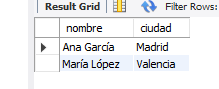 Result Grid Filter Rows:
nombre ciudad
Ana García Madrid
María López Valencia